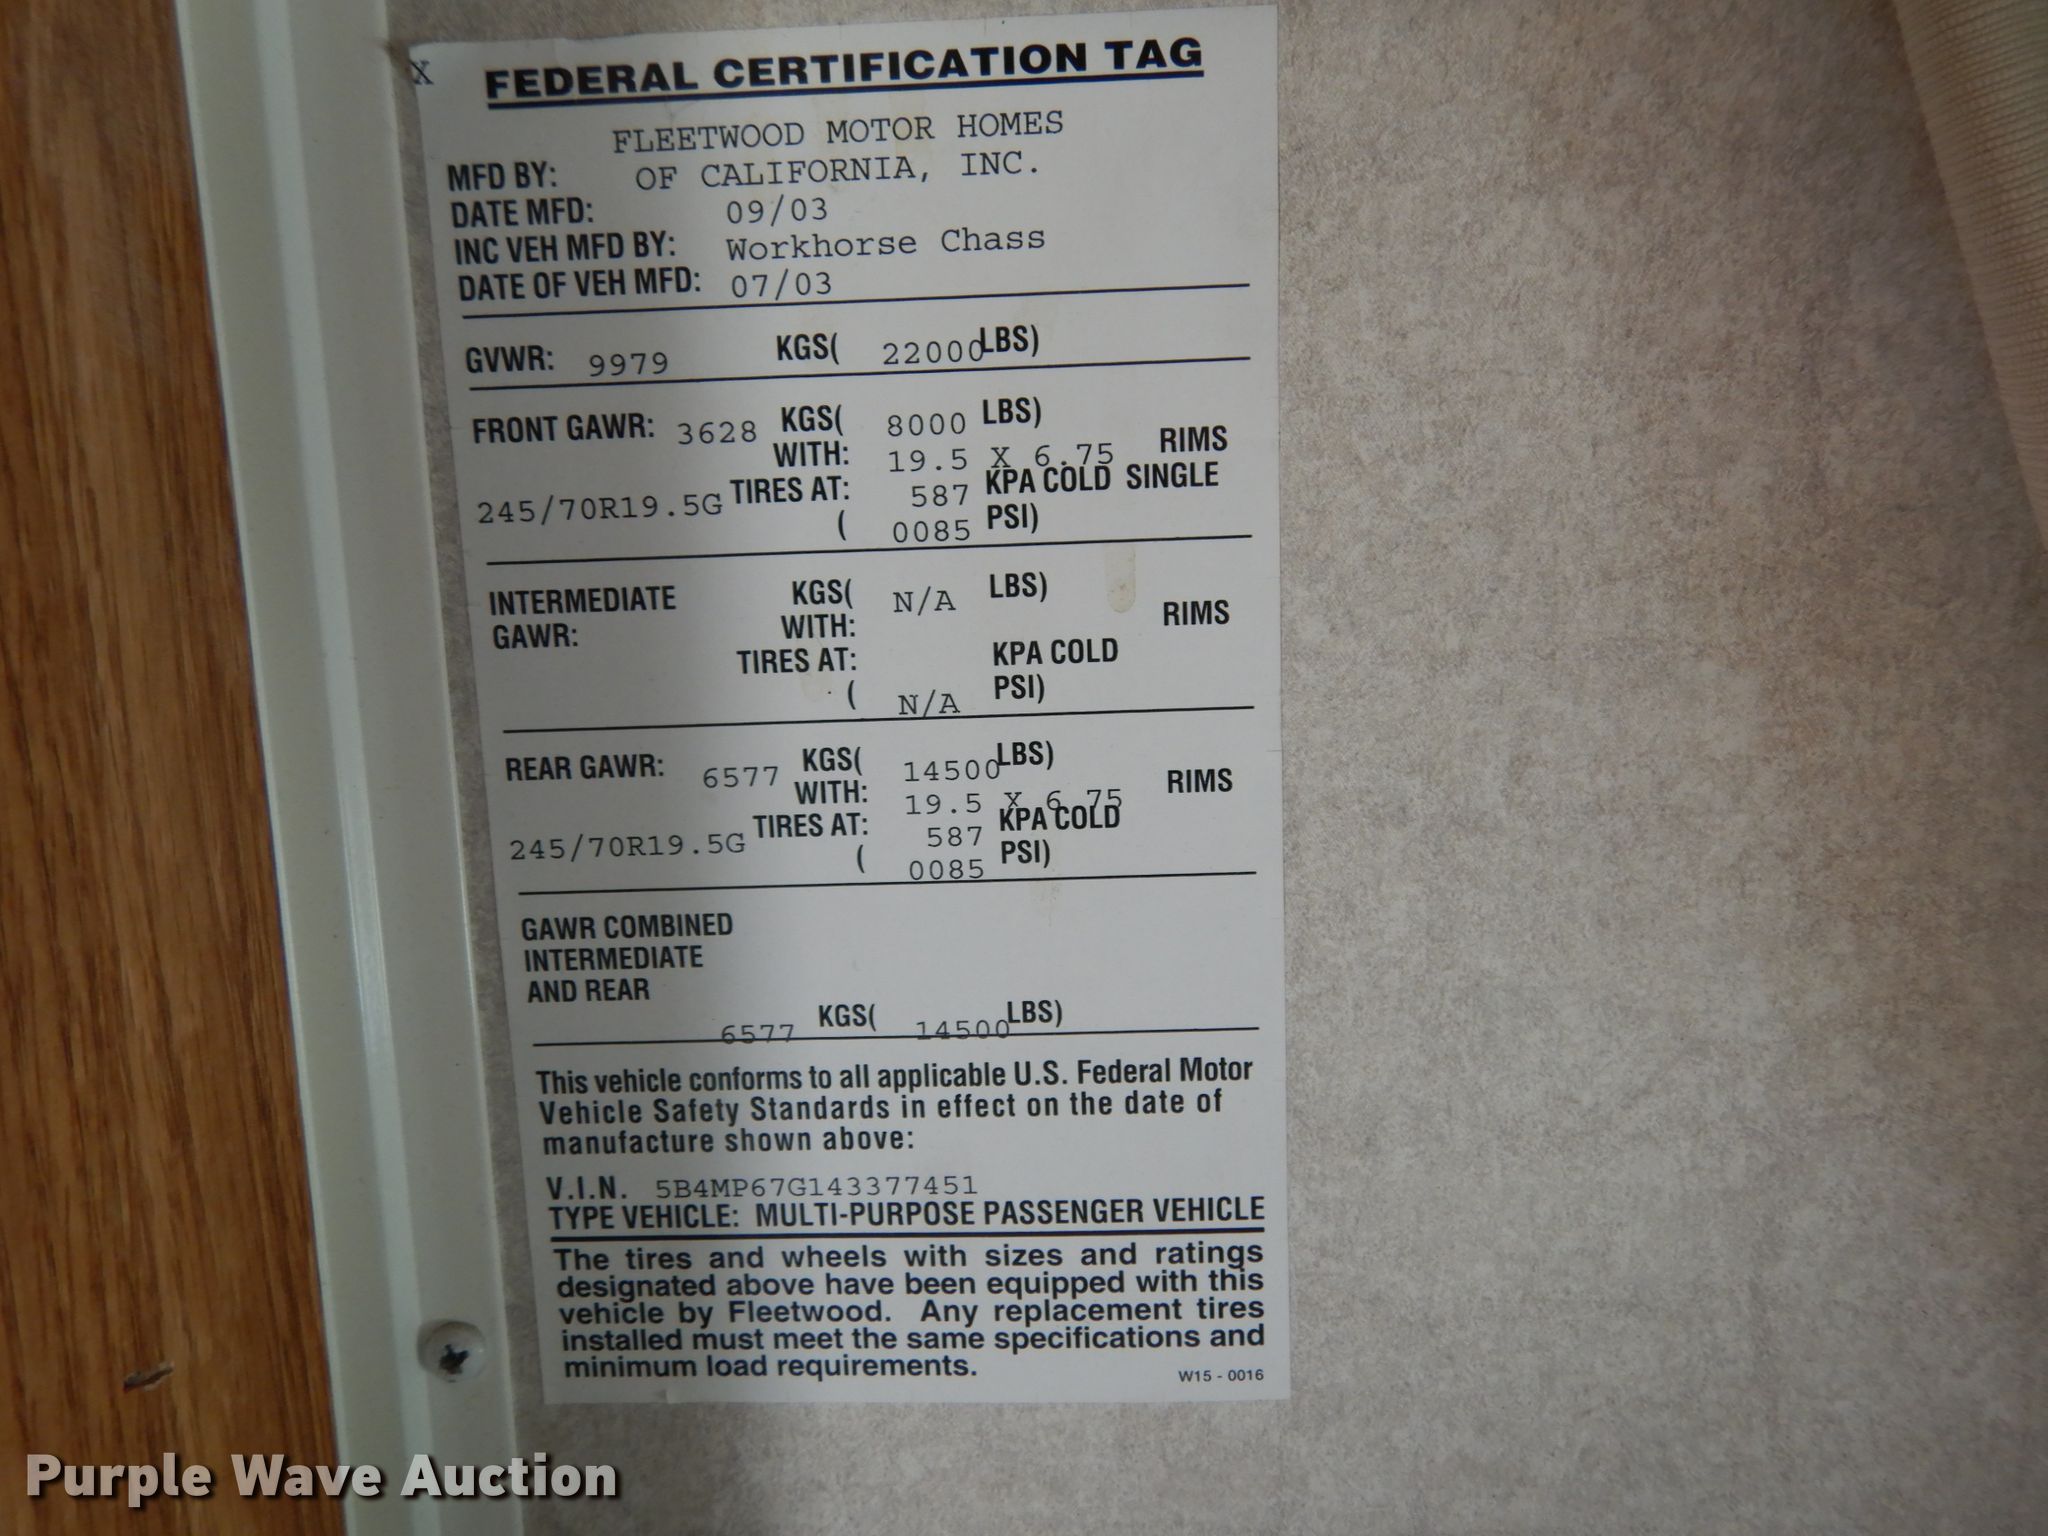 X FEDERAL CERTIFICATION TAG
FLEETWOOD MOTOR HOMES
MFD BY: OF CALIFORNIA, INC.
DATE MFD: 09/03
INC VEH MFD BY: Workhorse Chass
DATE OF VEH MFD: 07/03
GVWR: 9979 KGS( 22000 LBS)
FRONT GAWR: 3628 KGS( 8000 LBS)
WITH: 19.5 X 6.75 RIMS
245/70R19.5G TIRES AT: 587 KPA COLD SINGLE
( 0085 PSI)
INTERMEDIATE KGS( N/A LBS)
GAWR: WITH: RIMS
TIRES AT: KPA COLD
( N/A PSI)
REAR GAWR: 6577 KGS( 14500 LBS)
WITH: 19.5 X 6.75 RIMS
245/70R19.5G TIRES AT: 587 KPA COLD
( 0085 PSI)
GAWR COMBINED
INTERMEDIATE
AND REAR
6577 KGS( 14500 LBS)
This vehicle conforms to all applicable U.S. Federal Motor
Vehicle Safety Standards in effect on the date of
manufacture shown above:
V.I.N. 5B4MP67G143377451
TYPE VEHICLE: MULTI-PURPOSE PASSENGER VEHICLE
The tires and wheels with sizes and ratings
designated above have been equipped with this
vehicle by Fleetwood. Any replacement tires
installed must meet the same specifications and
minimum load requirements.
W15 - 0016
Purple Wave Auction